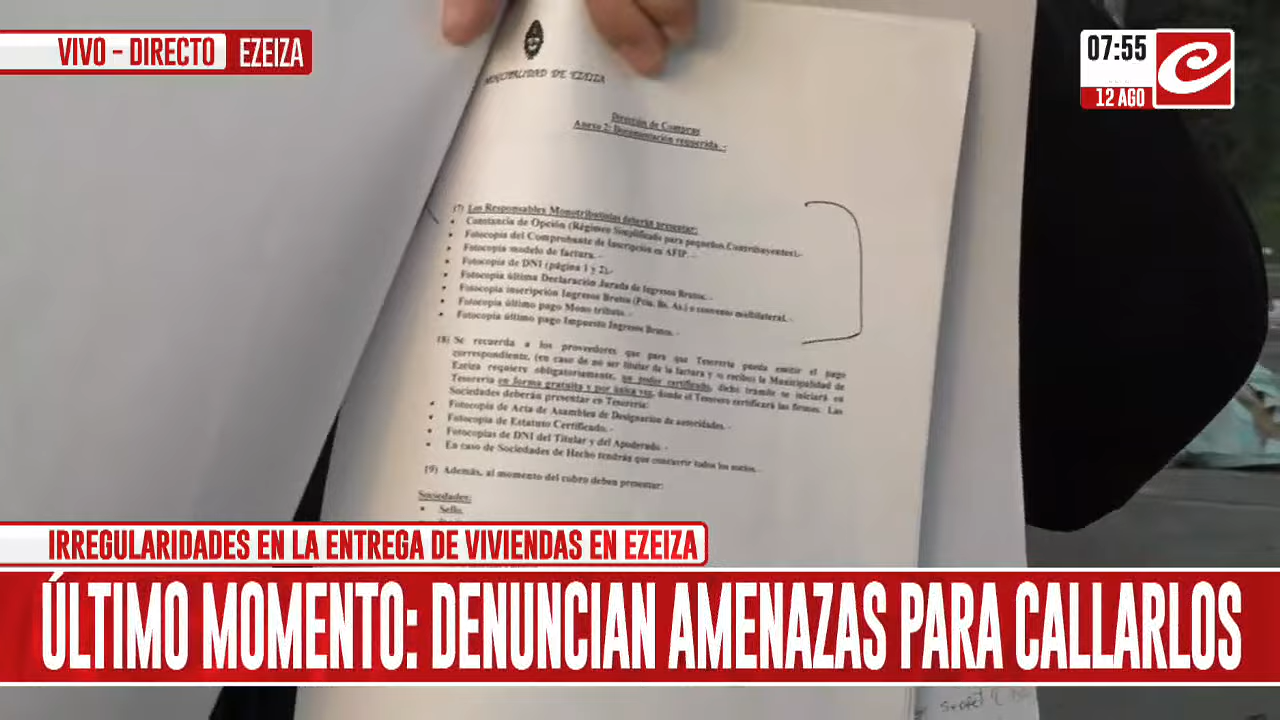 VIVO - DIRECTO EZEIZA
07:55
12 AGO
MUNICIPALIDAD DE EZEIZA
Dirección de Compras
Anexo 2: Documentación requerida. -
(7) Los Responsables Monotributistas deberán presentar:
• Constancia de Opción (Régimen Simplificado para pequeños Contribuyentes).-
• Fotocopia del Comprobante de Inscripción en AFIP. -
• Fotocopia modelo de factura. -
• Fotocopia de DNI (página 1 y 2).-
• Fotocopia última Declaración Jurada de Ingresos Brutos. -
• Fotocopia inscripción Ingresos Brutos (Pcia. Bs. As.) o convenio multilateral. -
• Fotocopia último pago Mono tributo. -
• Fotocopia último pago Impuesto Ingresos Brutos. -
(8) Se recuerda a los proveedores que para que Tesorería pueda emitir el pago
correspondiente, (en caso de no ser titular de la factura y/o recibo) la Municipalidad de
Ezeiza requiere obligatoriamente, un poder certificado, dicho trámite se iniciará en
Tesorería en forma gratuita y por única vez, donde el Tesorero certificará las firmas. Las
Sociedades deberán presentar en Tesorería:
• Fotocopia de Acta de Asamblea de Designación de autoridades. -
• Fotocopia de Estatuto Certificado. -
• Fotocopias de DNI del Titular y del Apoderado. -
• En caso de Sociedades de Hecho tendrán que concurrir todos los socios. -
(9) Además, al momento del cobro deben presentar:
Sociedades:
• Sello.
IRREGULARIDADES EN LA ENTREGA DE VIVIENDAS EN EZEIZA
ÚLTIMO MOMENTO: DENUNCIAN AMENAZAS PARA CALLARLOS